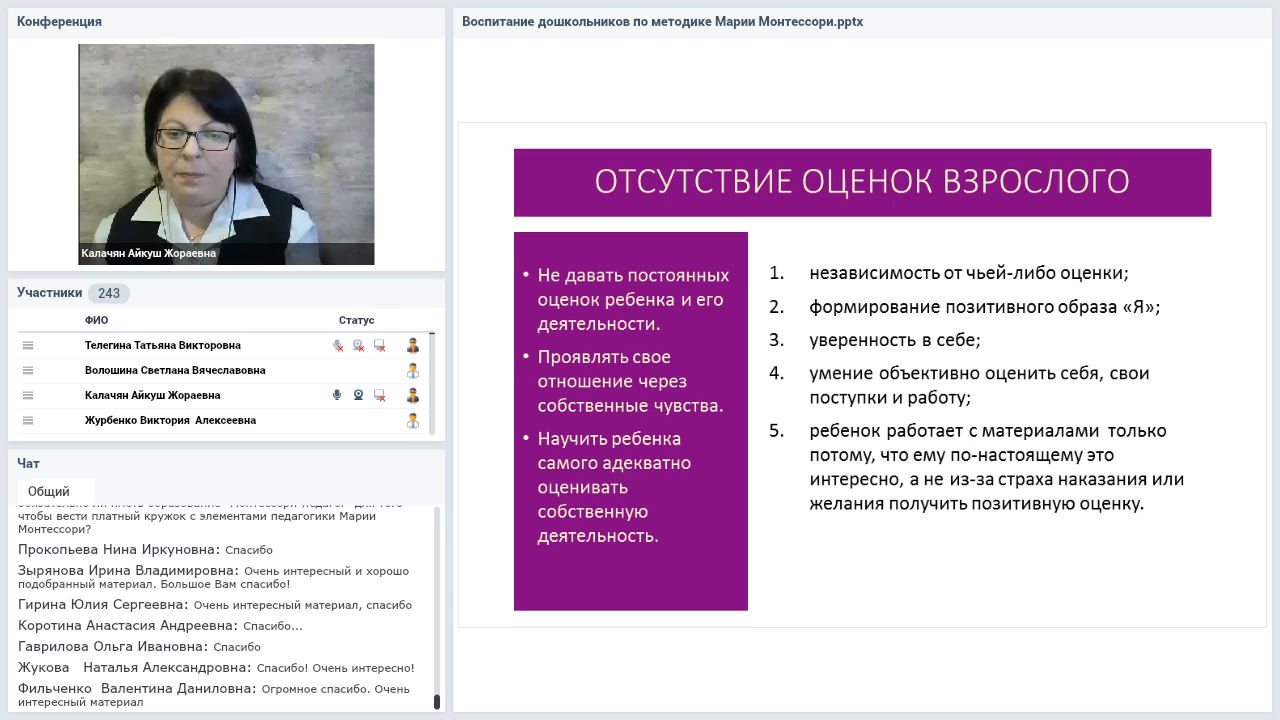 Конференция
Калачян Айкуш Жораевна
Участники 243
ФИО Статус
Телегина Татьяна Викторовна
Волошина Светлана Вячеславовна
Калачян Айкуш Жораевна
Журбенко Виктория Алексеевна
Чат
Общий
чтобы вести платный кружок с элементами педагогики Марии
Монтессори?
Прокопьева Нина Иркуновна: Спасибо
Зырянова Ирина Владимировна: Очень интересный и хорошо
подобранный материал. Большое Вам спасибо!
Гирина Юлия Сергеевна: Очень интересный материал, спасибо
Коротина Анастасия Андреевна: Спасибо...
Гаврилова Ольга Ивановна: Спасибо
Жукова Наталья Александровна: Спасибо! Очень интересно!
Фильченко Валентина Даниловна: Огромное спасибо. Очень
интересный материал
Воспитание дошкольников по методике Марии Монтессори.pptx
ОТСУТСТВИЕ ОЦЕНОК ВЗРОСЛОГО
• Не давать постоянных
оценок ребенка и его
деятельности.
• Проявлять свое
отношение через
собственные чувства.
• Научить ребенка
самого адекватно
оценивать
собственную
деятельность.
1. независимость от чьей-либо оценки;
2. формирование позитивного образа «Я»;
3. уверенность в себе;
4. умение объективно оценить себя, свои
поступки и работу;
5. ребенок работает с материалами только
потому, что ему по-настоящему это
интересно, а не из-за страха наказания или
желания получить позитивную оценку.